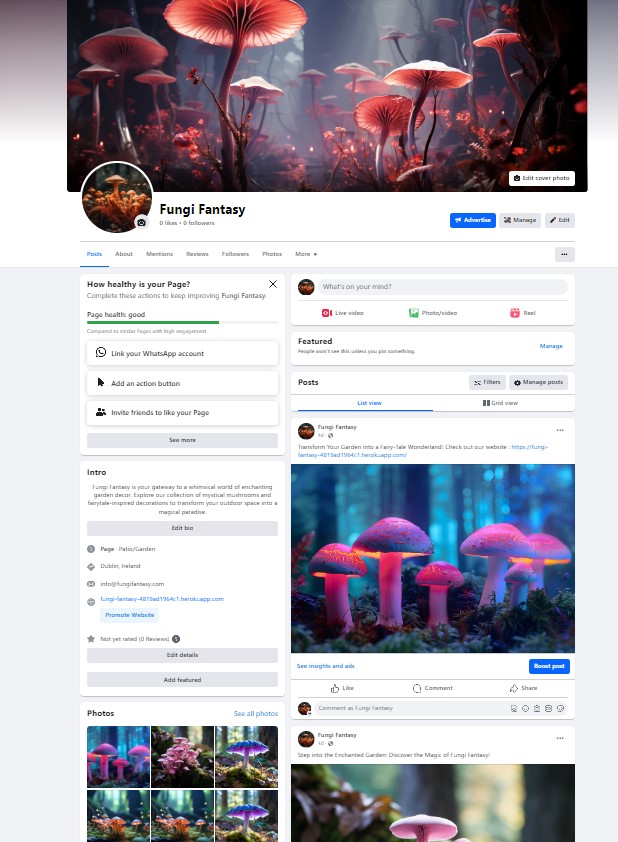 Edit cover photo
Fungi Fantasy
0 likes • 0 followers
Advertise
Manage
Edit
Posts
About
Mentions
Reviews
Followers
Photos
More
How healthy is your Page?
Complete these actions to keep improving Fungi Fantasy.
Page health: good
Compared to similar Pages with high engagement
Link your WhatsApp account
Add an action button
Invite friends to like your Page
See more
Intro
Fungi Fantasy is your gateway to a whimsical world of enchanting
garden decor. Explore our collection of mystical mushrooms and
fairytale-inspired decorations to transform your outdoor space into a
magical paradise.
Edit bio
Page · Patio/Garden
Dublin, Ireland
info@fungifantasy.com
fungi-fantasy-4819ad1964c1.herokuapp.com
Promote Website
Not yet rated (0 Reviews)
Edit details
Add featured
Photos
See all photos
What's on your mind?
Live video
Photo/video
Reel
Featured
People won't see this unless you pin something.
Manage
Posts
Filters
Manage posts
List view
Grid view
Fungi Fantasy
4d
Transform Your Garden into a Fairy-Tale Wonderland! Check out our website : https://fungi-
fantasy-4819ad1964c1.herokuapp.com/
See insights and ads
Boost post
Like
Comment
Share
Comment as Fungi Fantasy
Fungi Fantasy
4d
Step into the Enchanted Garden: Discover the Magic of Fungi Fantasy!